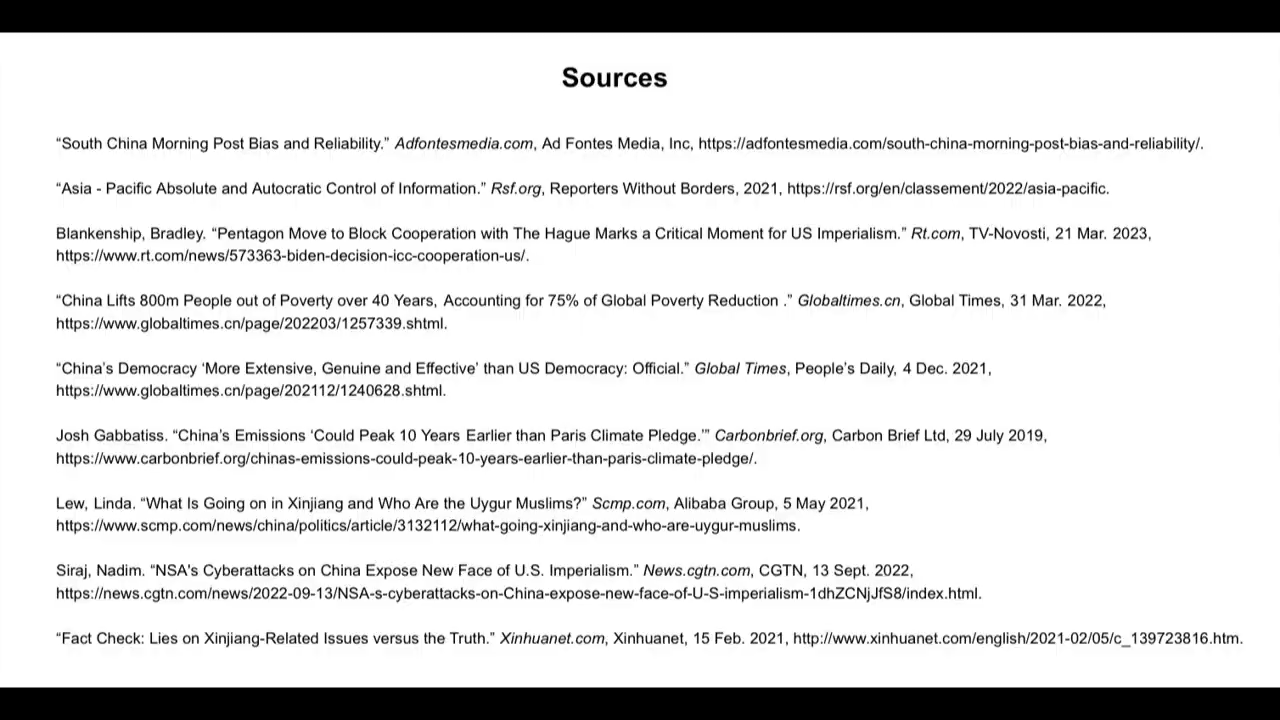 Sources
“South China Morning Post Bias and Reliability.” Adfontesmedia.com, Ad Fontes Media, Inc, https://adfontesmedia.com/south-china-morning-post-bias-and-reliability/.
“Asia - Pacific Absolute and Autocratic Control of Information.” Rsf.org, Reporters Without Borders, 2021, https://rsf.org/en/classement/2022/asia-pacific.
Blankenship, Bradley. “Pentagon Move to Block Cooperation with The Hague Marks a Critical Moment for US Imperialism.” Rt.com, TV-Novosti, 21 Mar. 2023,
https://www.rt.com/news/573363-biden-decision-icc-cooperation-us/.
“China Lifts 800m People out of Poverty over 40 Years, Accounting for 75% of Global Poverty Reduction .” Globaltimes.cn, Global Times, 31 Mar. 2022,
https://www.globaltimes.cn/page/202203/1257339.shtml.
“China’s Democracy ‘More Extensive, Genuine and Effective’ than US Democracy: Official.” Global Times, People’s Daily, 4 Dec. 2021,
https://www.globaltimes.cn/page/202112/1240628.shtml.
Josh Gabbatiss. “China’s Emissions ‘Could Peak 10 Years Earlier than Paris Climate Pledge.’” Carbonbrief.org, Carbon Brief Ltd, 29 July 2019,
https://www.carbonbrief.org/chinas-emissions-could-peak-10-years-earlier-than-paris-climate-pledge/.
Lew, Linda. “What Is Going on in Xinjiang and Who Are the Uygur Muslims?” Scmp.com, Alibaba Group, 5 May 2021,
https://www.scmp.com/news/china/politics/article/3132112/what-going-xinjiang-and-who-are-uygur-muslims.
Siraj, Nadim. “NSA's Cyberattacks on China Expose New Face of U.S. Imperialism.” News.cgtn.com, CGTN, 13 Sept. 2022,
https://news.cgtn.com/news/2022-09-13/NSA-s-cyberattacks-on-China-expose-new-face-of-U-S-imperialism-1dhZCNjJfS8/index.html.
“Fact Check: Lies on Xinjiang-Related Issues versus the Truth.” Xinhuanet.com, Xinhuanet, 15 Feb. 2021, http://www.xinhuanet.com/english/2021-02/05/c_139723816.htm.